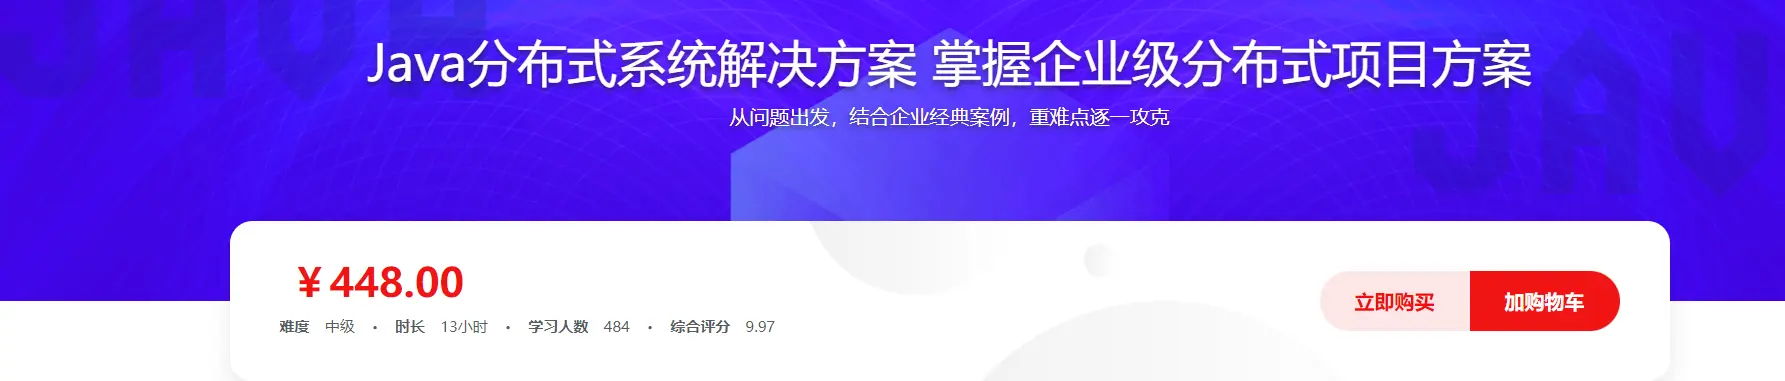 JAVA
JAVA
Java分布式系统解决方案 掌握企业级分布式项目方案
从问题出发，结合企业经典案例，重难点逐一攻克
￥448.00
难度 中级 • 时长 13小时 • 学习人数 484 • 综合评分 9.97
立即购买 加购物车